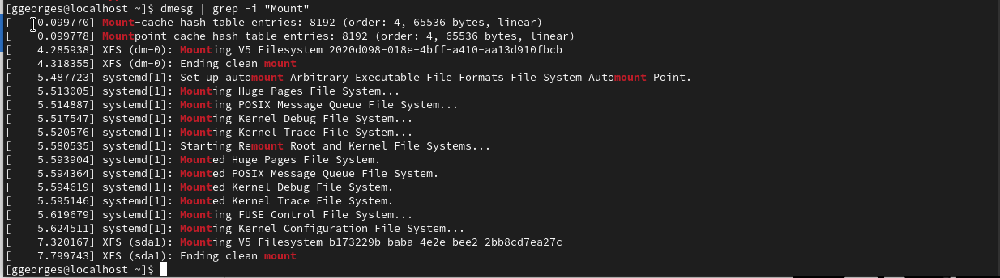 [ggeorges@localhost ~]$ dmesg | grep -i "Mount"
[    0.099770] Mount-cache hash table entries: 8192 (order: 4, 65536 bytes, linear)
[    0.099778] Mountpoint-cache hash table entries: 8192 (order: 4, 65536 bytes, linear)
[    4.285938] XFS (dm-0): Mounting V5 Filesystem 2020d098-018e-4bff-a410-aa13d910fbcb
[    4.318355] XFS (dm-0): Ending clean mount
[    5.487723] systemd[1]: Set up automount Arbitrary Executable File Formats File System Automount Point.
[    5.513005] systemd[1]: Mounting Huge Pages File System...
[    5.514887] systemd[1]: Mounting POSIX Message Queue File System...
[    5.517547] systemd[1]: Mounting Kernel Debug File System...
[    5.520576] systemd[1]: Mounting Kernel Trace File System...
[    5.580535] systemd[1]: Starting Remount Root and Kernel File Systems...
[    5.593904] systemd[1]: Mounted Huge Pages File System.
[    5.594364] systemd[1]: Mounted POSIX Message Queue File System.
[    5.594619] systemd[1]: Mounted Kernel Debug File System.
[    5.595146] systemd[1]: Mounted Kernel Trace File System.
[    5.619679] systemd[1]: Mounting FUSE Control File System...
[    5.624511] systemd[1]: Mounting Kernel Configuration File System...
[    7.320167] XFS (sda1): Mounting V5 Filesystem b173229b-baba-4e2e-bee2-2bb8cd7ea27c
[    7.799743] XFS (sda1): Ending clean mount
[ggeorges@localhost ~]$